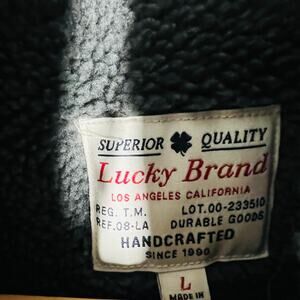 SUPERIOR QUALITY
Lucky Brand
LOS ANGELES CALIFORNIA
REG. T.M. LOT.00-233510
REF.08-LA DURABLE GOODS
HANDCRAFTED
SINCE 1990
L
MADE IN